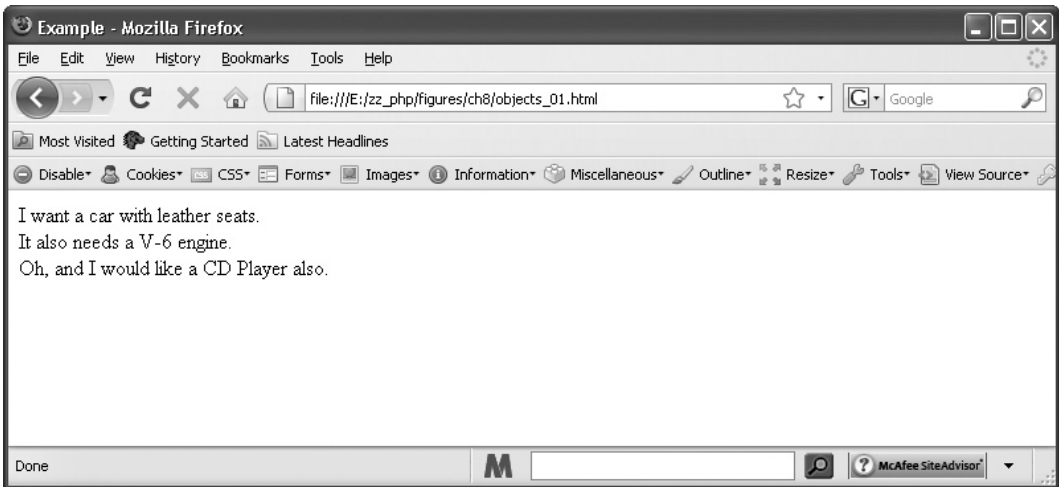 Example - Mozilla Firefox
File Edit View History Bookmarks Tools Help
file:///E:/zz_php/figures/ch8/objects_01.html G Google
Most Visited Getting Started Latest Headlines
Disable Cookies CSS Forms Images Information Miscellaneous Outline Resize Tools View Source
I want a car with leather seats.
It also needs a V-6 engine.
Oh, and I would like a CD Player also.
Done M McAfee SiteAdvisor